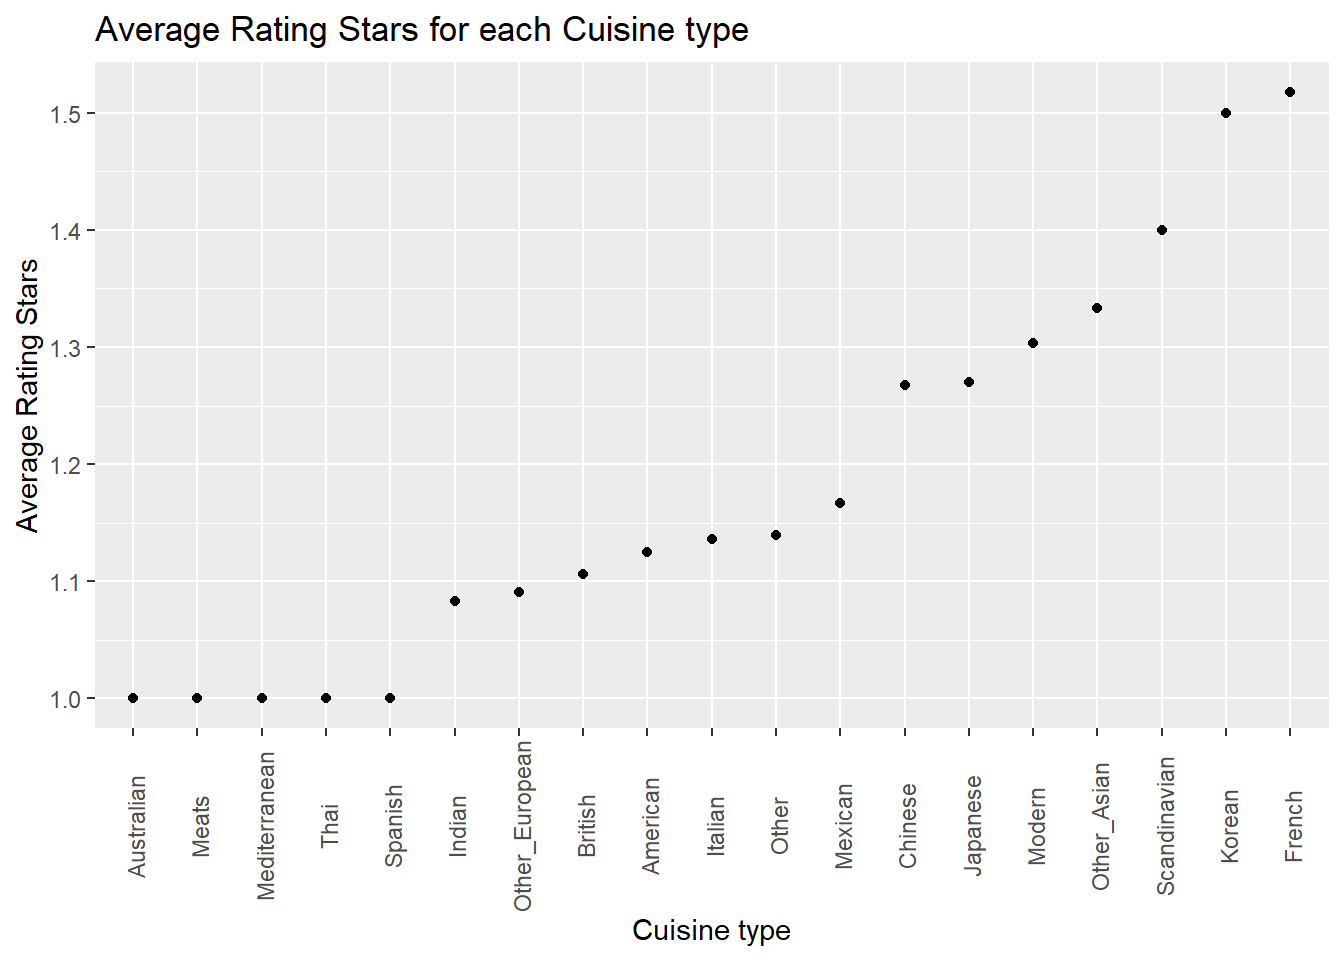 Average Rating Stars for each Cuisine type
Average Rating Stars
1.5
1.4
1.3
1.2
1.1
1.0
Australian
Meats
Mediterranean
Thai
Spanish
Indian
Other_European
British
American
Italian
Other
Mexican
Chinese
Japanese
Modern
Other_Asian
Scandinavian
Korean
French
Cuisine type